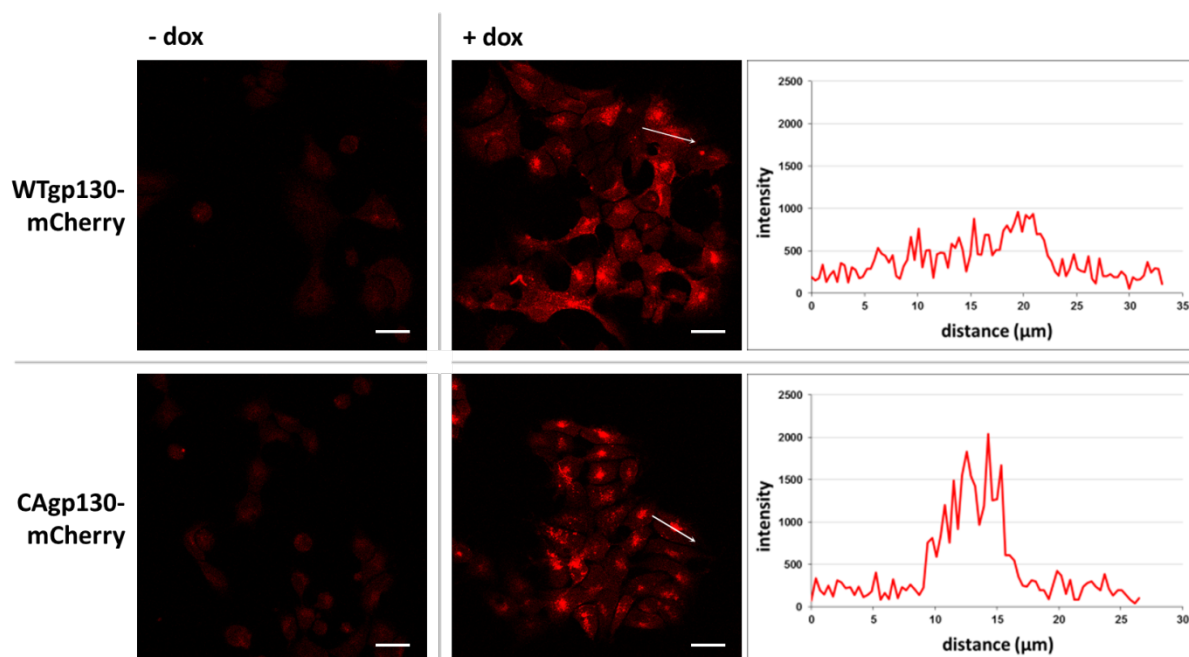 - dox
+ dox
WTgp130-
mCherry
2500
2000
1500
1000
500
0
intensity
0 5 10 15 20 25 30 35
distance (µm)
CAgp130-
mCherry
2500
2000
1500
1000
500
0
intensity
0 5 10 15 20 25 30
distance (µm)